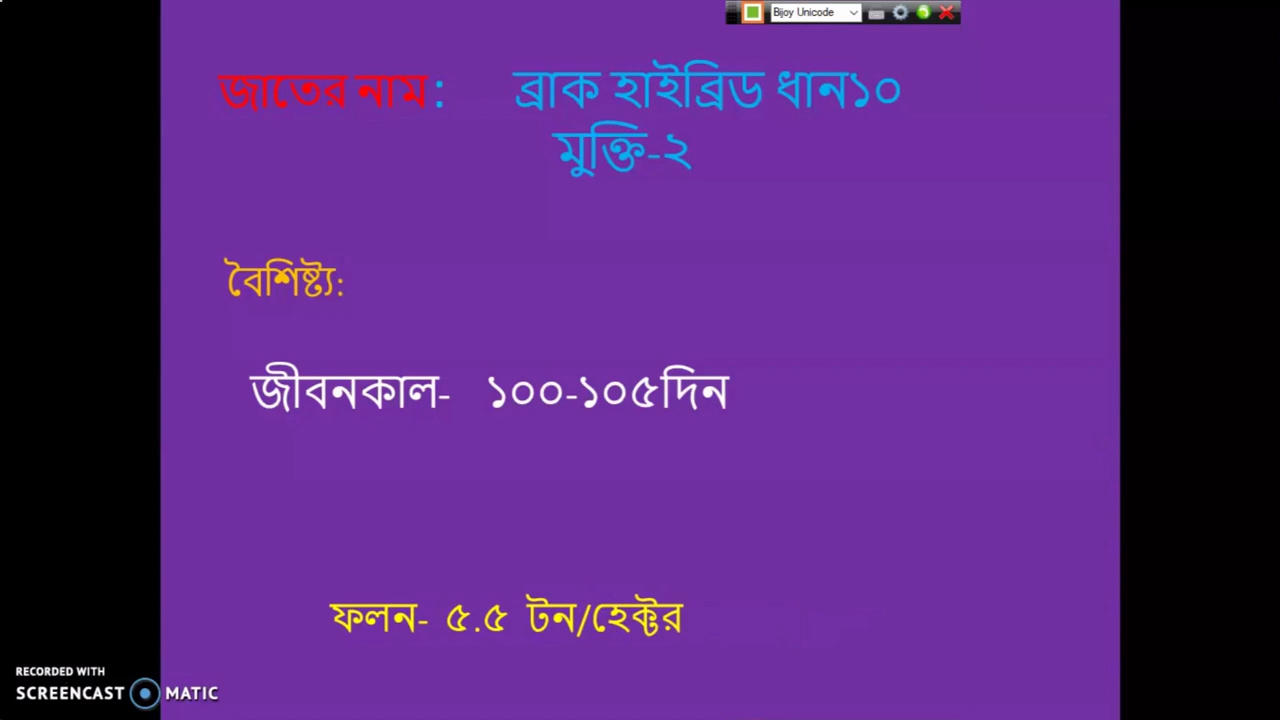 Bijoy Unicode
জাতের নাম: ব্রাক হাইব্রিড ধান১০
মুক্তি-২
বৈশিষ্ট্য:
জীবনকাল- ১০০-১০৫দিন
ফলন- ৫.৫ টন/হেক্টর
RECORDED WITH
SCREENCAST MATIC